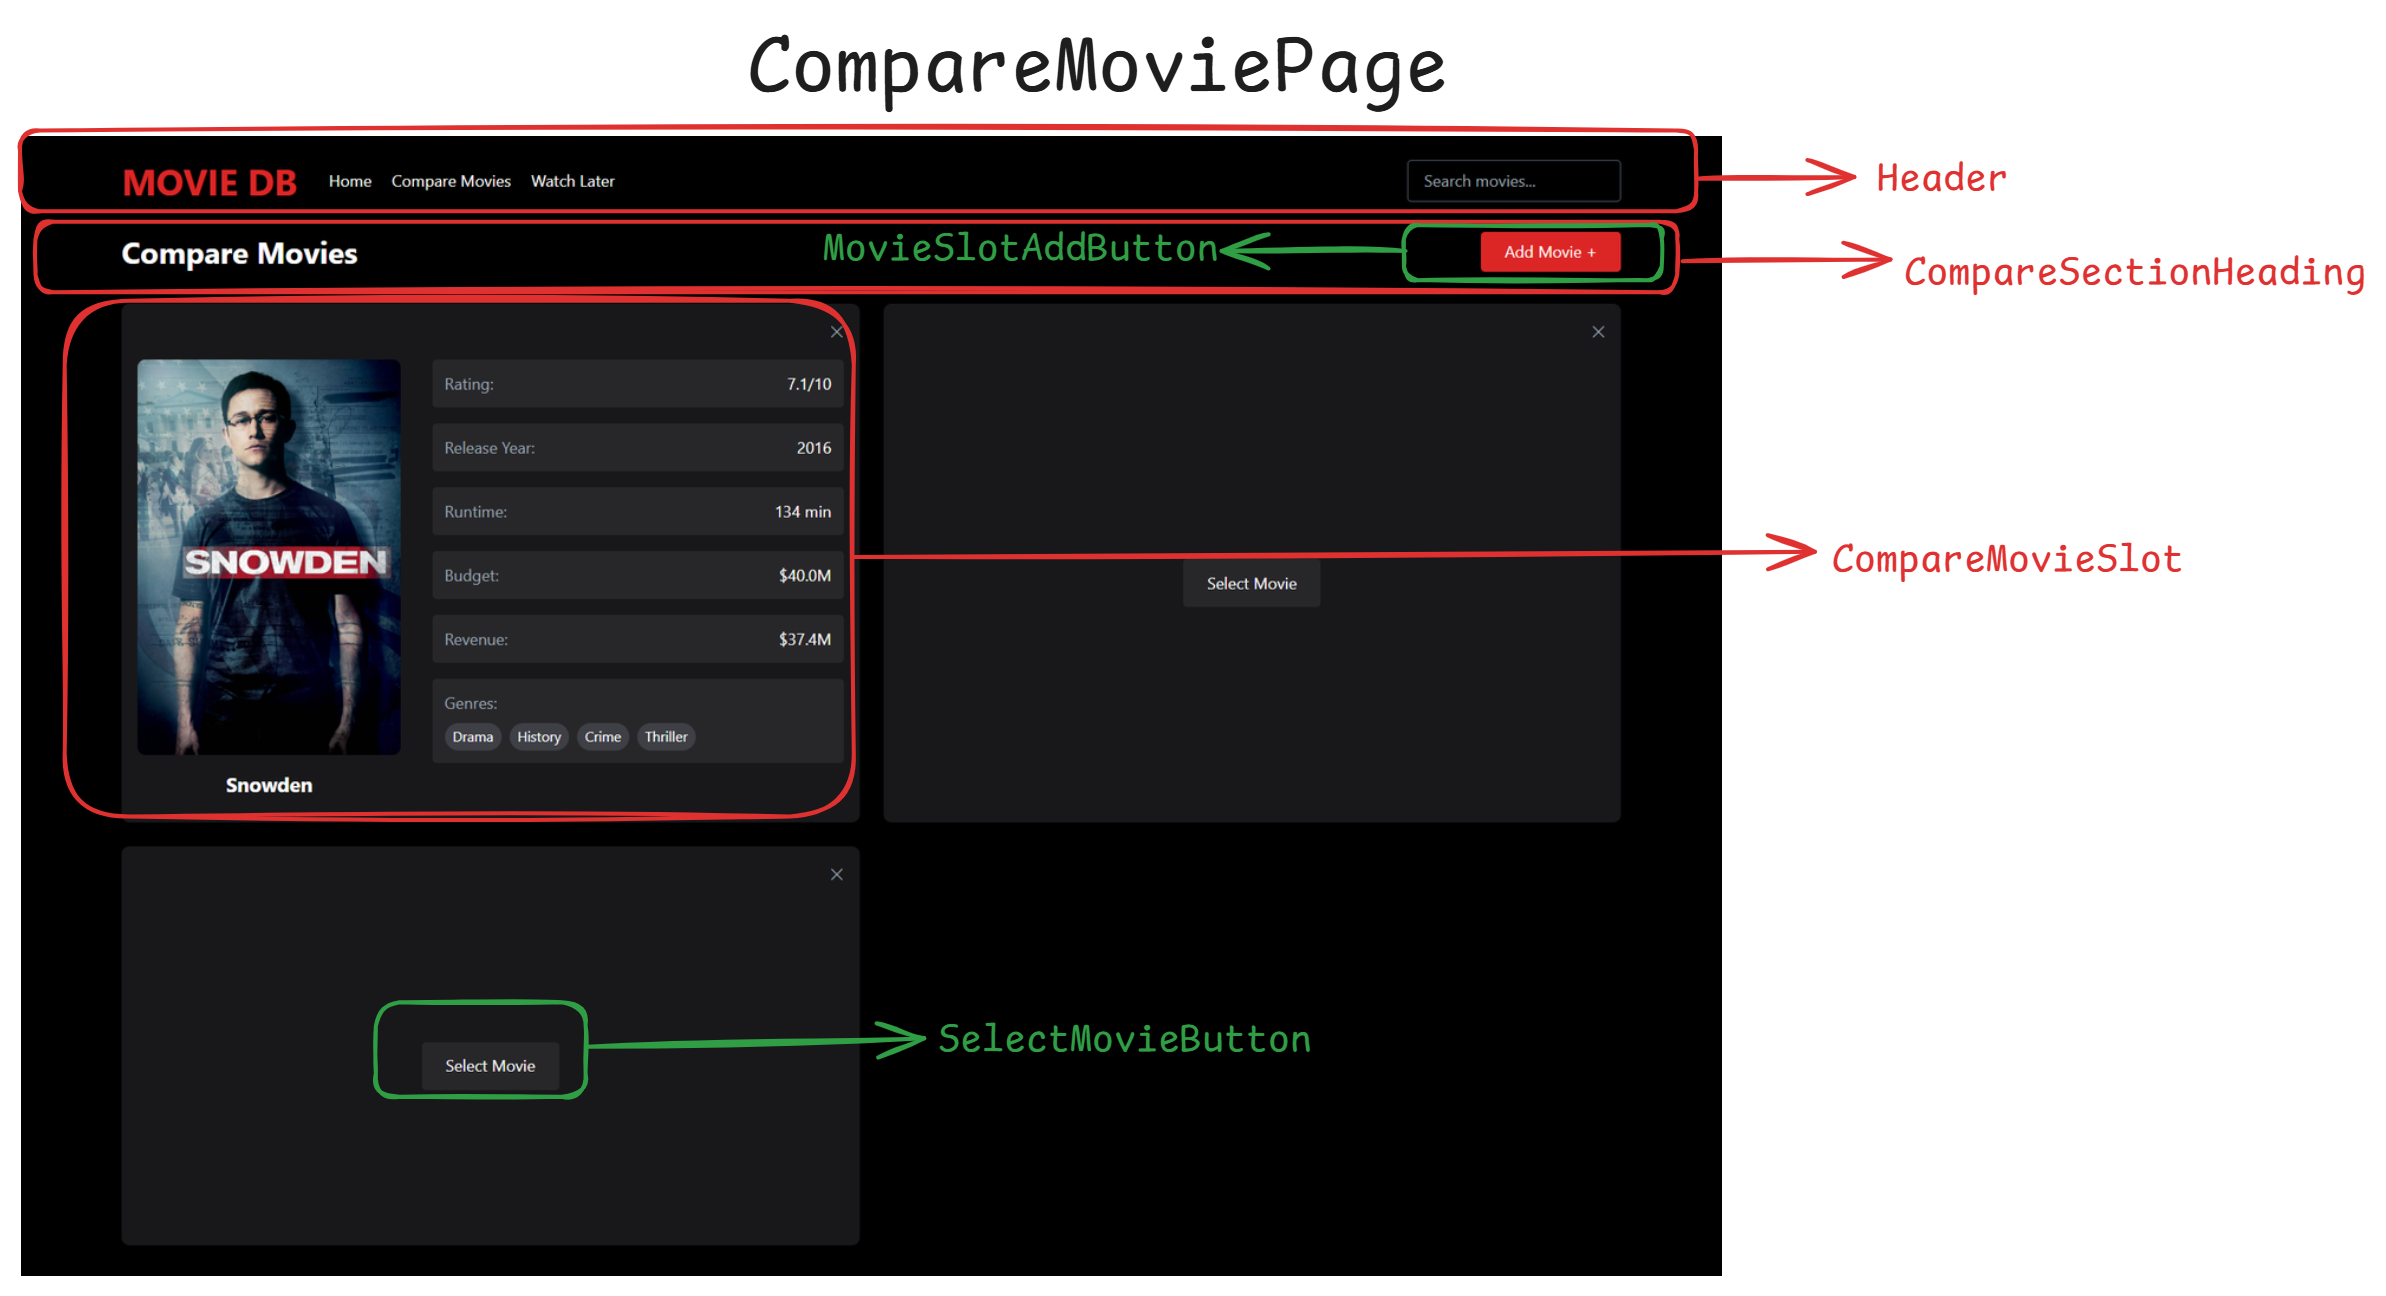 CompareMoviePage
MOVIE DB Home Compare Movies Watch Later Search movies... Header
Compare Movies MovieSlotAddButton Add Movie + CompareSectionHeading
×
×
Rating: 7.1/10
Release Year: 2016
Runtime: 134 min
SNOWDEN
Budget: $40.0M
Revenue: $37.4M
Genres:
Drama History Crime Thriller
Snowden
Select Movie
CompareMovieSlot
×
Select Movie
SelectMovieButton